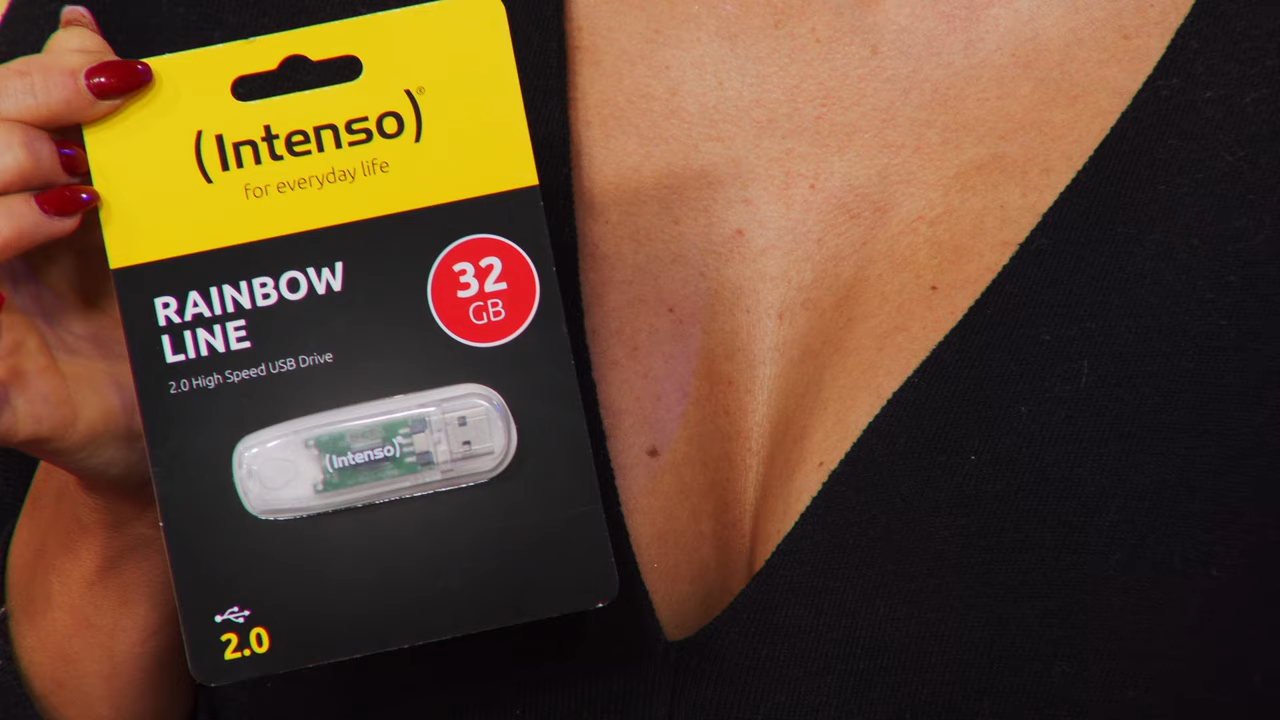 (Intenso)®
for everyday life
RAINBOW
LINE
32
GB
2.0 High Speed USB Drive
(Intenso)
2.0